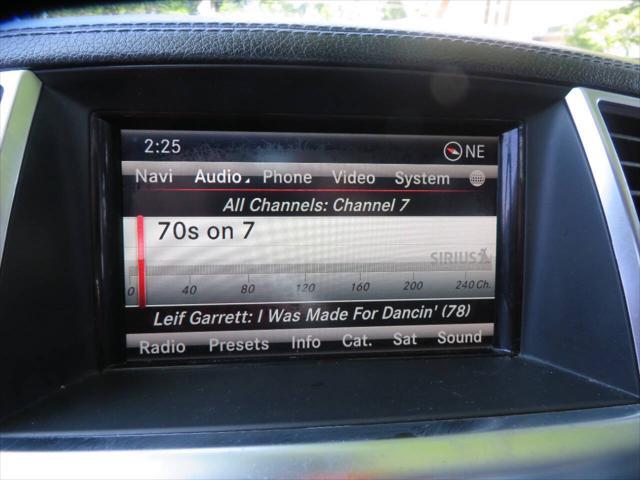 2:25 NE
Navi Audio Phone Video System
All Channels: Channel 7
70s on 7
SIRIUS
0 40 80 120 160 200 240 Ch.
Leif Garrett: I Was Made For Dancin' (78)
Radio Presets Info Cat. Sat Sound